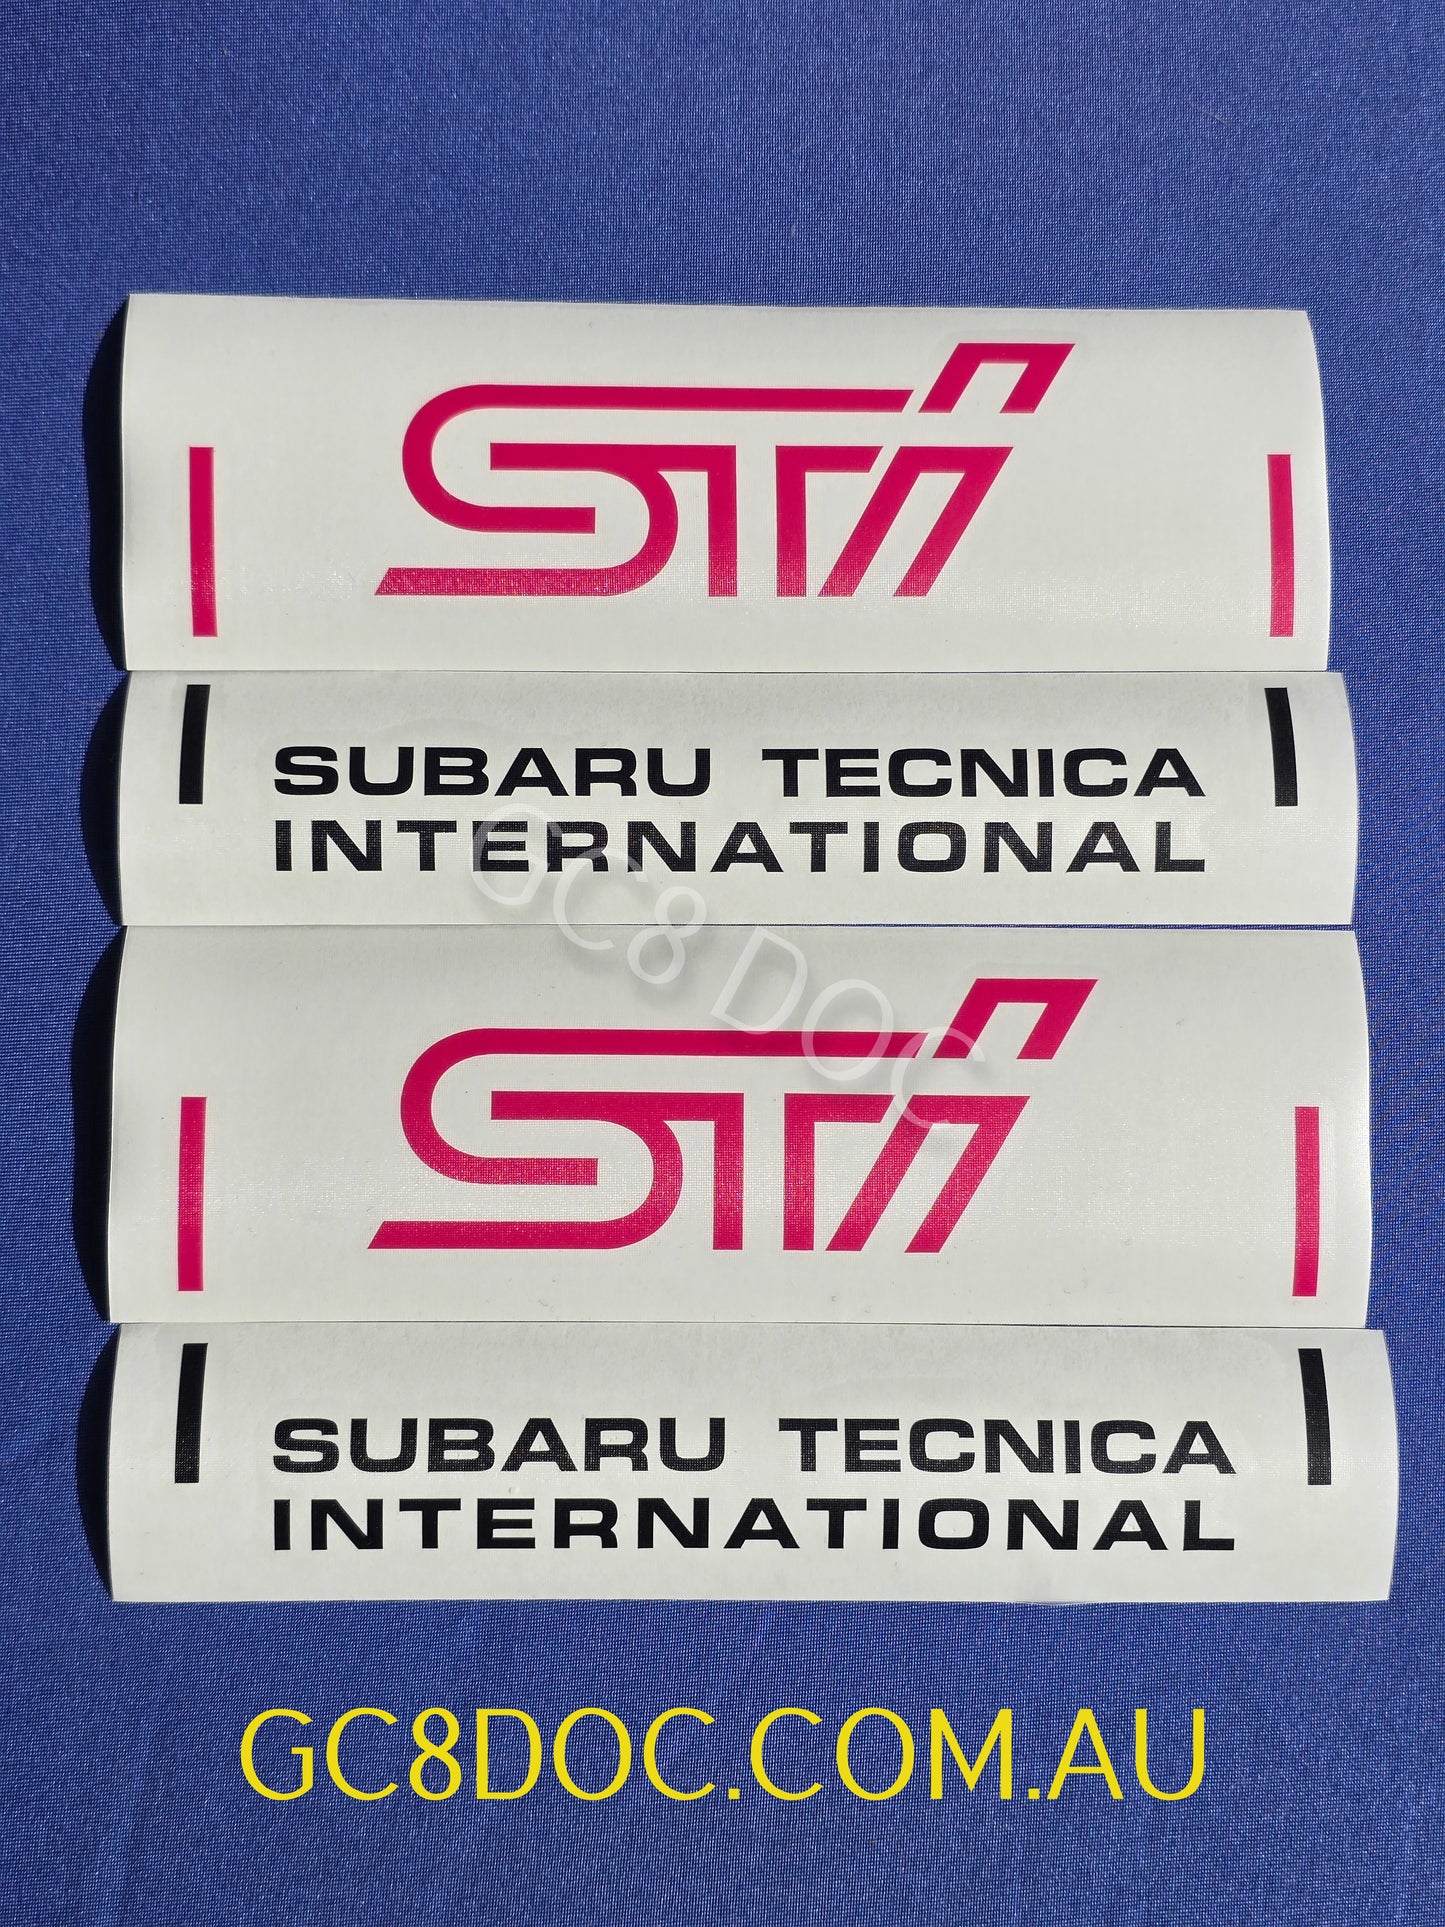 STi
SUBARU TECNICA
INTERNATIONAL
GC8 DOC
STi
SUBARU TECNICA
INTERNATIONAL
GC8DOC.COM.AU